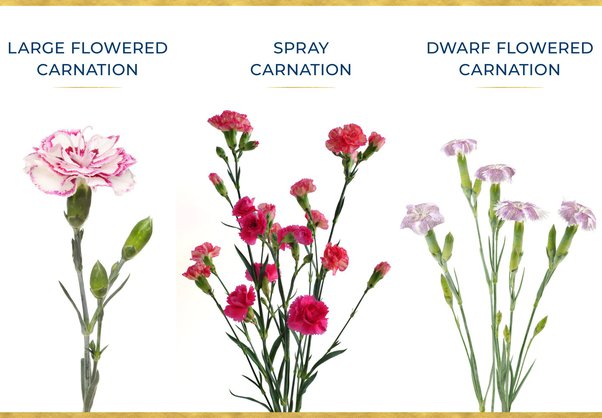 LARGE FLOWERED
CARNATION
SPRAY
CARNATION
DWARF FLOWERED
CARNATION